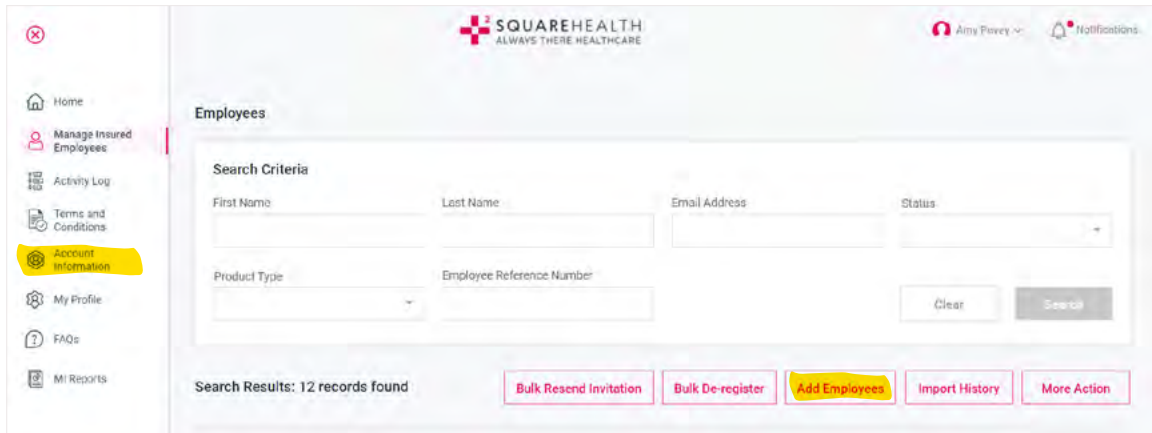 2
SQUAREHEALTH
ALWAYS THERE HEALTHCARE
Amy Povey
Notifications
Home
Manage Insured
Employees
Activity Log
Terms and
Conditions
Account
Information
My Profile
FAQs
MI Reports
Employees
Search Criteria
First Name
Last Name
Email Address
Status
Product Type
Employee Reference Number
Clear
Search
Search Results: 12 records found
Bulk Resend Invitation
Bulk De-register
Add Employees
Import History
More Action